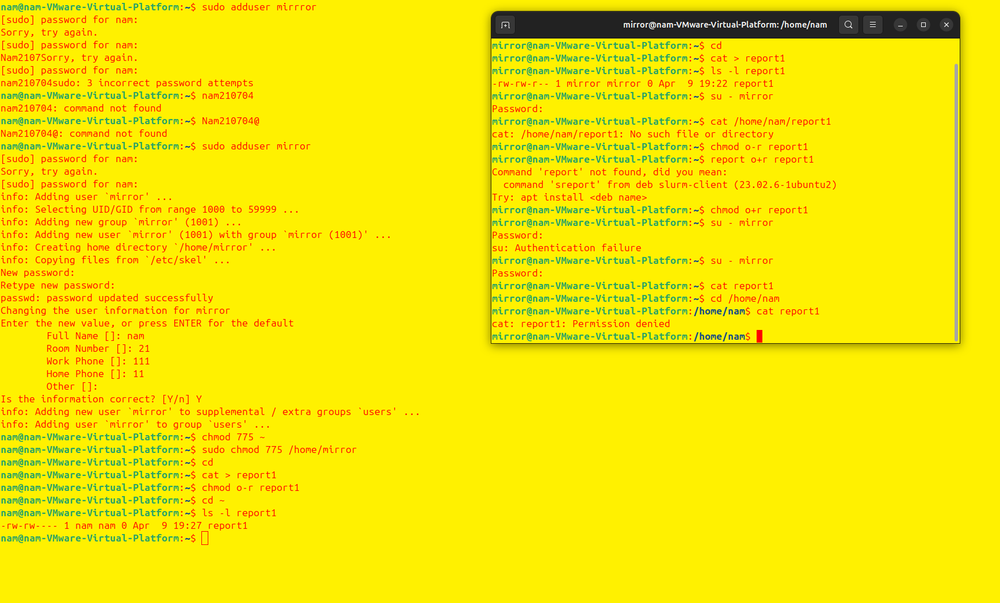 nam@nam-VMware-Virtual-Platform:~$ sudo adduser mirrror
[sudo] password for nam:
Sorry, try again.
[sudo] password for nam:
Nam2107Sorry, try again.
[sudo] password for nam:
nam210704sudo: 3 incorrect password attempts
nam@nam-VMware-Virtual-Platform:~$ nam210704
nam210704: command not found
nam@nam-VMware-Virtual-Platform:~$ Nam210704@
Nam210704@: command not found
nam@nam-VMware-Virtual-Platform:~$ sudo adduser mirror
[sudo] password for nam:
Sorry, try again.
[sudo] password for nam:
info: Adding user `mirror' ...
info: Selecting UID/GID from range 1000 to 59999 ...
info: Adding new group `mirror' (1001) ...
info: Adding new user `mirror' (1001) with group `mirror (1001)' ...
info: Creating home directory `/home/mirror' ...
info: Copying files from `/etc/skel' ...
New password:
Retype new password:
passwd: password updated successfully
Changing the user information for mirror
Enter the new value, or press ENTER for the default
Full Name []: nam
Room Number []: 21
Work Phone []: 111
Home Phone []: 11
Other []:
Is the information correct? [Y/n] Y
info: Adding new user `mirror' to supplemental / extra groups `users' ...
info: Adding user `mirror' to group `users' ...
nam@nam-VMware-Virtual-Platform:~$ chmod 775 ~
nam@nam-VMware-Virtual-Platform:~$ sudo chmod 775 /home/mirror
nam@nam-VMware-Virtual-Platform:~$ cd
nam@nam-VMware-Virtual-Platform:~$ cat > report1
nam@nam-VMware-Virtual-Platform:~$ chmod o-r report1
nam@nam-VMware-Virtual-Platform:~$ cd ~
nam@nam-VMware-Virtual-Platform:~$ ls -l report1
-rw-rw---- 1 nam nam 0 Apr  9 19:27 report1
nam@nam-VMware-Virtual-Platform:~$
mirror@nam-VMware-Virtual-Platform: /home/nam
mirror@nam-VMware-Virtual-Platform:~$ cd
mirror@nam-VMware-Virtual-Platform:~$ cat > report1
mirror@nam-VMware-Virtual-Platform:~$ ls -l report1
-rw-rw-r-- 1 mirror mirror 0 Apr  9 19:22 report1
mirror@nam-VMware-Virtual-Platform:~$ su - mirror
Password:
mirror@nam-VMware-Virtual-Platform:~$ cat /home/nam/report1
cat: /home/nam/report1: No such file or directory
mirror@nam-VMware-Virtual-Platform:~$ chmod o-r report1
mirror@nam-VMware-Virtual-Platform:~$ report o+r report1
Command 'report' not found, did you mean:
command 'sreport' from deb slurm-client (23.02.6-1ubuntu2)
Try: apt install <deb name>
mirror@nam-VMware-Virtual-Platform:~$ chmod o+r report1
mirror@nam-VMware-Virtual-Platform:~$ su - mirror
Password:
su: Authentication failure
mirror@nam-VMware-Virtual-Platform:~$ su - mirror
Password:
mirror@nam-VMware-Virtual-Platform:~$ cat report1
mirror@nam-VMware-Virtual-Platform:~$ cd /home/nam
mirror@nam-VMware-Virtual-Platform:/home/nam$ cat report1
cat: report1: Permission denied
mirror@nam-VMware-Virtual-Platform:/home/nam$